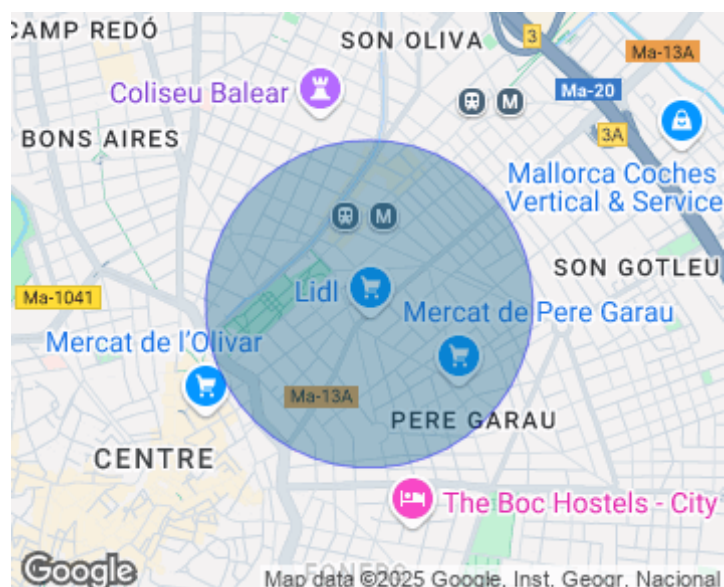 CAMP REDÓ
SON OLIVA
3
Ma-13A
Coliseu Balear
M
Ma-20
3A
BONS AIRES
Mallorca Coches
Vertical & Service
M
SON GOTLEU
Ma-1041
Lidl
Mercat de Pere Garau
Mercat de l'Olivar
Ma-13A
PERE GARAU
CENTRE
The Boc Hostels - City
Google
FONERS
Map data ©2025 Google, Inst. Geogr. Nacional